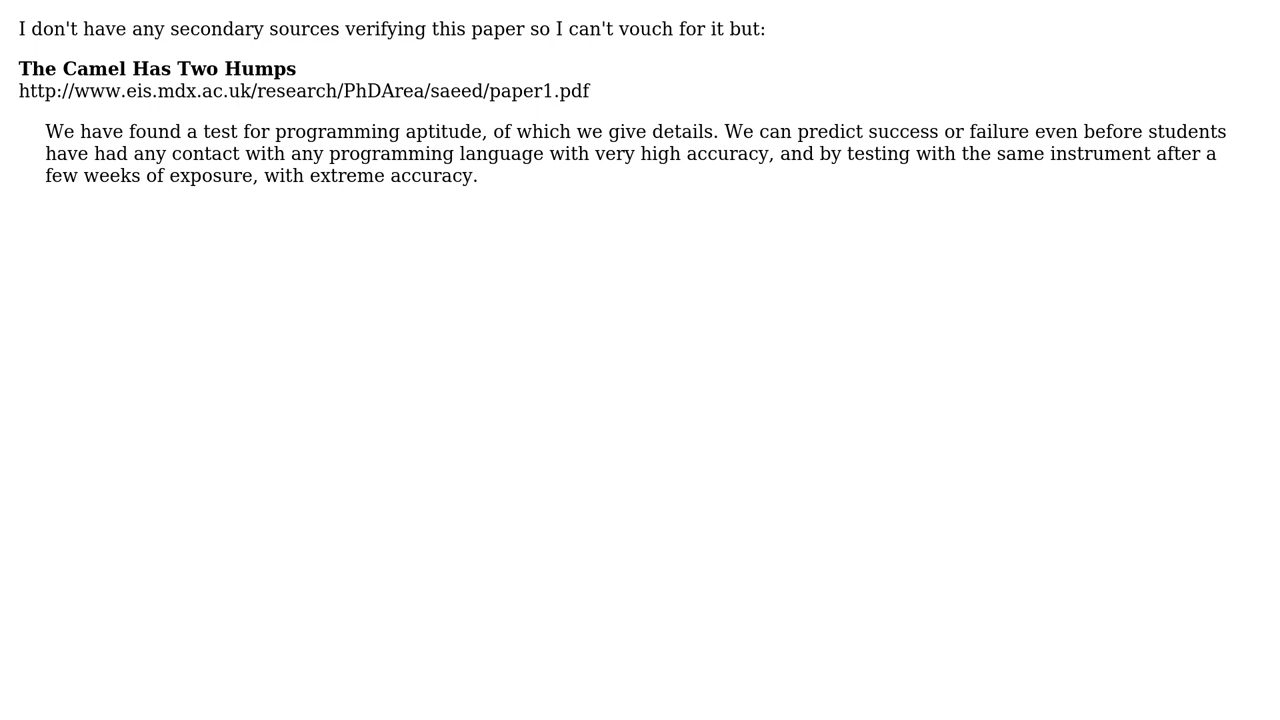 I don't have any secondary sources verifying this paper so I can't vouch for it but:
The Camel Has Two Humps
http://www.eis.mdx.ac.uk/research/PhDArea/saeed/paper1.pdf
We have found a test for programming aptitude, of which we give details. We can predict success or failure even before students
have had any contact with any programming language with very high accuracy, and by testing with the same instrument after a
few weeks of exposure, with extreme accuracy.